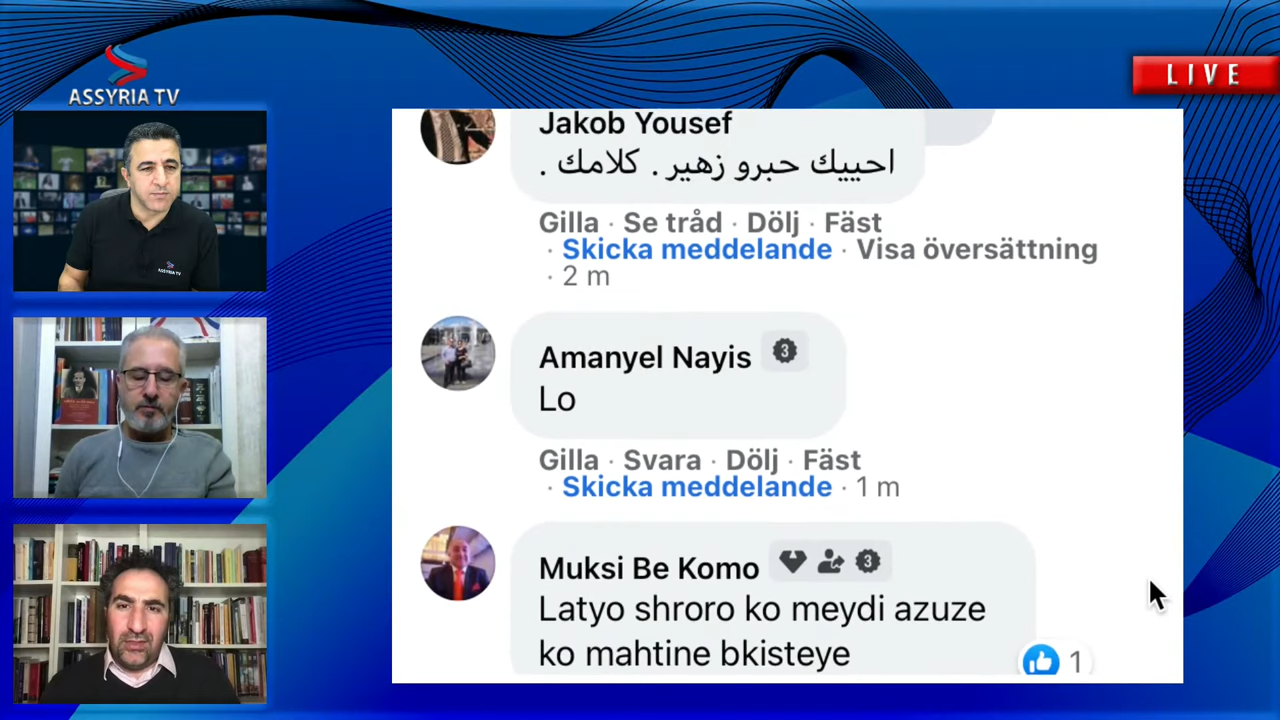 ASSYRIA TV
LIVE
ASSYRIA TV
Jakob Yousef
احييك حبرو زهير . كلامك .
Gilla · Se tråd · Dölj · Fäst
· Skicka meddelande · Visa översättning
· 2 m
Amanyel Nayis 3
Lo
Gilla · Svara · Dölj · Fäst
· Skicka meddelande · 1 m
Muksi Be Komo 3
Latyo shroro ko meydi azuze
ko mahtine bkisteye
1